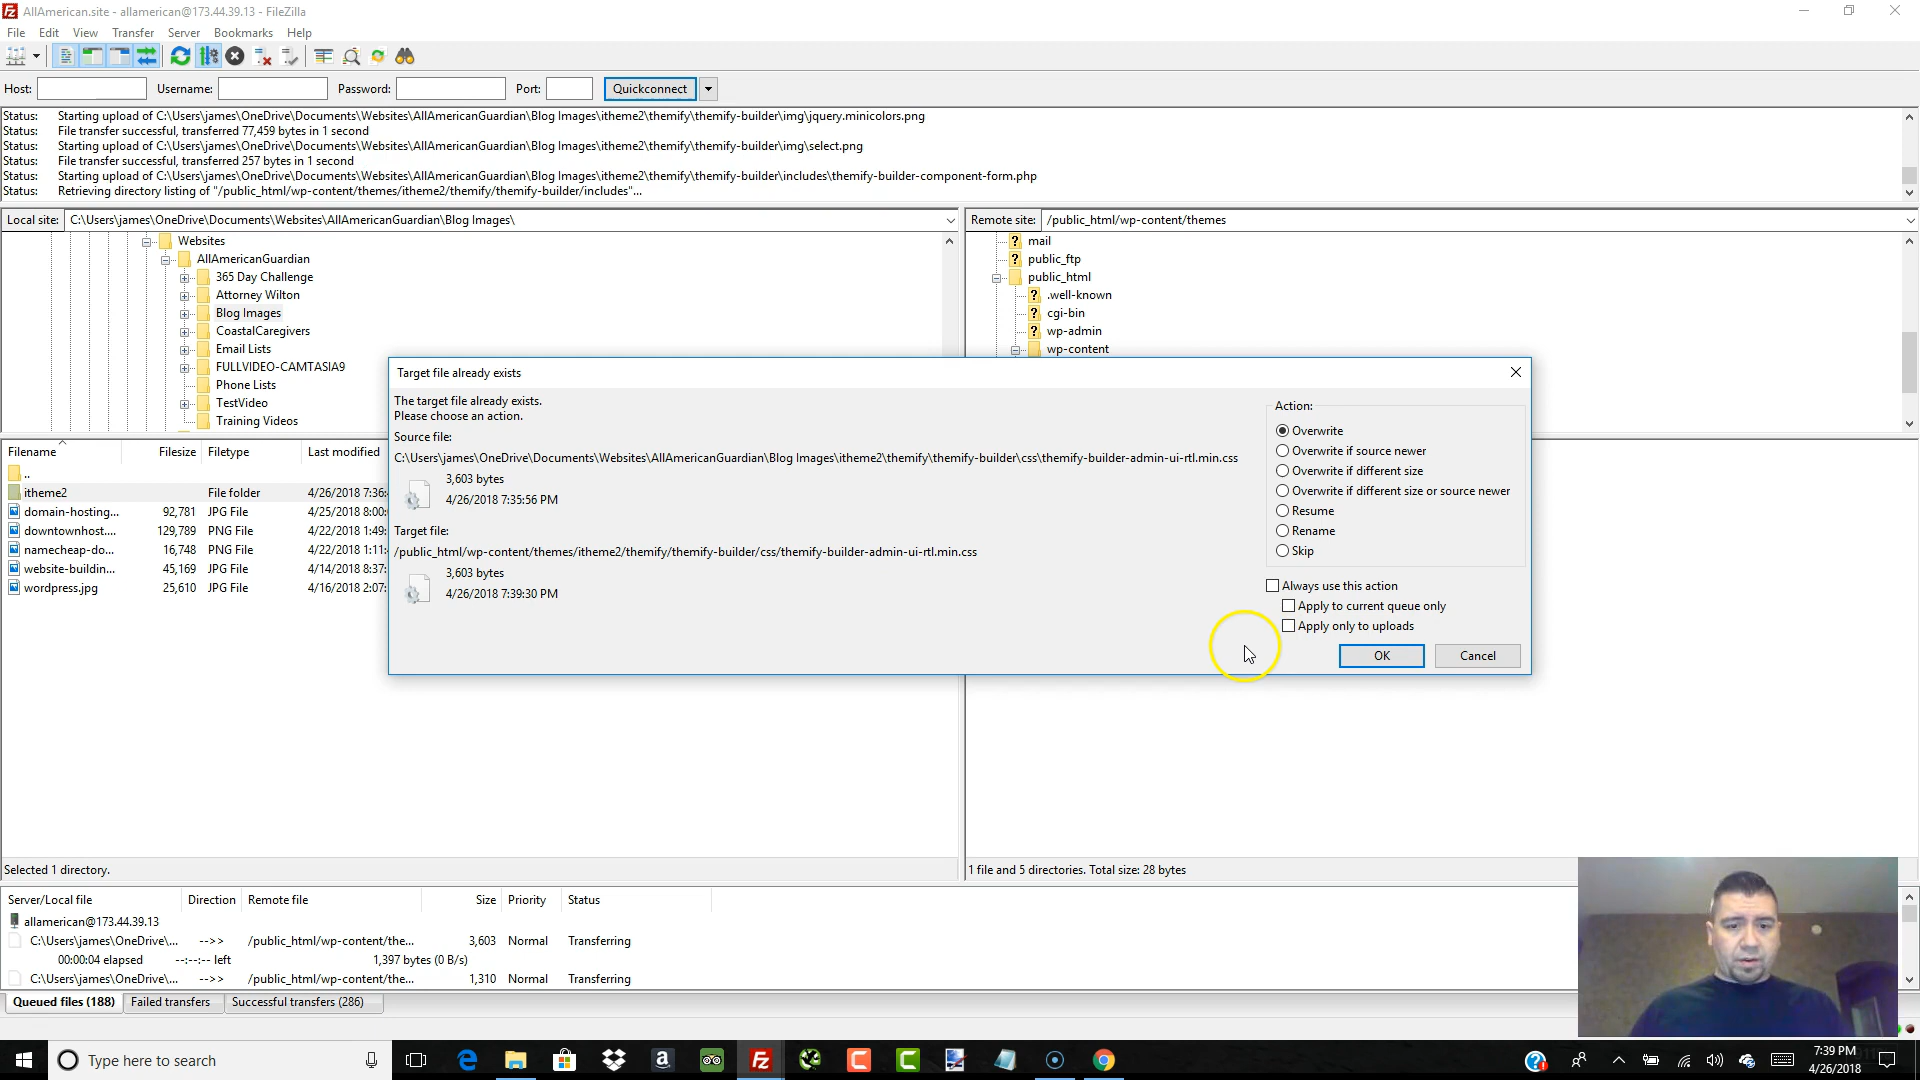 AllAmerican.site - allamerican@173.44.39.13 - FileZilla
File Edit View Transfer Server Bookmarks Help
Host: Username: Password: Port: Quickconnect
Status: Starting upload of C:\Users\james\OneDrive\Documents\Websites\AllAmericanGuardian\Blog Images\itheme2\themify\themify-builder\img\jquery.minicolors.png
Status: File transfer successful, transferred 77,459 bytes in 1 second
Status: Starting upload of C:\Users\james\OneDrive\Documents\Websites\AllAmericanGuardian\Blog Images\itheme2\themify\themify-builder\img\select.png
Status: File transfer successful, transferred 257 bytes in 1 second
Status: Starting upload of C:\Users\james\OneDrive\Documents\Websites\AllAmericanGuardian\Blog Images\itheme2\themify\themify-builder\includes\themify-builder-component-form.php
Status: Retrieving directory listing of "/public_html/wp-content/themes/itheme2/themify/themify-builder/includes"...
Local site: C:\Users\james\OneDrive\Documents\Websites\AllAmericanGuardian\Blog Images\
Websites
AllAmericanGuardian
365 Day Challenge
Attorney Wilton
Blog Images
CoastalCaregivers
Email Lists
FULLVIDEO-CAMTASIA9
Phone Lists
TestVideo
Training Videos
Remote site: /public_html/wp-content/themes
mail
public_ftp
public_html
.well-known
cgi-bin
wp-admin
wp-content
Filename Filesize Filetype Last modified
..
itheme2 File folder 4/26/2018 7:36:
domain-hosting... 92,781 JPG File 4/25/2018 8:00:
downtownhost.... 129,789 PNG File 4/22/2018 1:49:
namecheap-do... 16,748 PNG File 4/22/2018 1:11:
website-buildin... 45,169 JPG File 4/14/2018 8:37:
wordpress.jpg 25,610 JPG File 4/16/2018 2:07:
Target file already exists
The target file already exists.
Please choose an action.
Source file:
C:\Users\james\OneDrive\Documents\Websites\AllAmericanGuardian\Blog Images\itheme2\themify\themify-builder\css\themify-builder-admin-ui-rtl.min.css
3,603 bytes
4/26/2018 7:35:56 PM
Target file:
/public_html/wp-content/themes/itheme2/themify/themify-builder/css/themify-builder-admin-ui-rtl.min.css
3,603 bytes
4/26/2018 7:39:30 PM
Action:
Overwrite
Overwrite if source newer
Overwrite if different size
Overwrite if different size or source newer
Resume
Rename
Skip
Always use this action
Apply to current queue only
Apply only to uploads
OK Cancel
Selected 1 directory.
1 file and 5 directories. Total size: 28 bytes
Server/Local file Direction Remote file Size Priority Status
allamerican@173.44.39.13
C:\Users\james\OneDrive\... -->> /public_html/wp-content/the... 3,603 Normal Transferring
00:00:04 elapsed --:--:-- left 1,397 bytes (0 B/s)
C:\Users\james\OneDrive\... -->> /public_html/wp-content/the... 1,310 Normal Transferring
Queued files (188) Failed transfers Successful transfers (286)
Type here to search
7:39 PM
4/26/2018